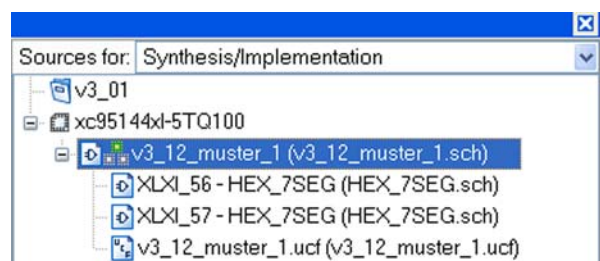 Sources for: Synthesis/Implementation
v3_01
xc95144xl-5TQ100
v3_12_muster_1 (v3_12_muster_1.sch)
XLXI_56 - HEX_7SEG (HEX_7SEG.sch)
XLXI_57 - HEX_7SEG (HEX_7SEG.sch)
v3_12_muster_1.ucf (v3_12_muster_1.ucf)